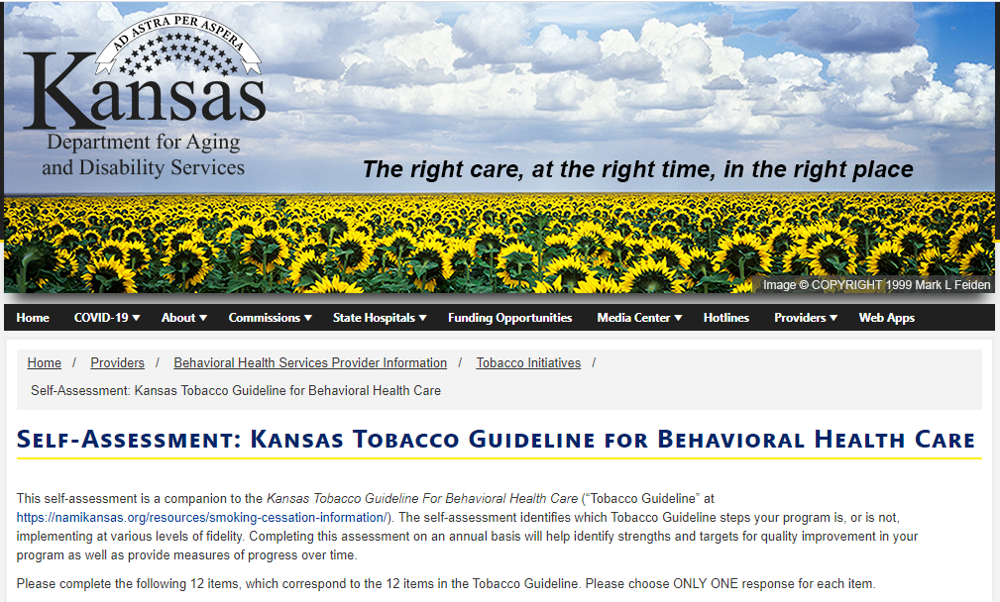 AD ASTRA PER ASPERA
Kansas
Department for Aging
and Disability Services
The right care, at the right time, in the right place
Image © COPYRIGHT 1999 Mark L Feiden
Home COVID-19 About Commissions State Hospitals Funding Opportunities Media Center Hotlines Providers Web Apps
Home / Providers / Behavioral Health Services Provider Information / Tobacco Initiatives /
Self-Assessment: Kansas Tobacco Guideline for Behavioral Health Care
Self-Assessment: Kansas Tobacco Guideline for Behavioral Health Care
This self-assessment is a companion to the Kansas Tobacco Guideline For Behavioral Health Care (“Tobacco Guideline” at
https://namikansas.org/resources/smoking-cessation-information/). The self-assessment identifies which Tobacco Guideline steps your program is, or is not,
implementing at various levels of fidelity. Completing this assessment on an annual basis will help identify strengths and targets for quality improvement in your
program as well as provide measures of progress over time.
Please complete the following 12 items, which correspond to the 12 items in the Tobacco Guideline. Please choose ONLY ONE response for each item.